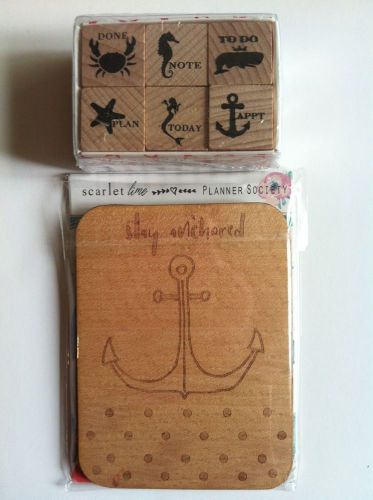 DONE
NOTE
TO DO
PLAN
TODAY
APPT
scarlet lime PLANNER SOCIETY
stay anchored